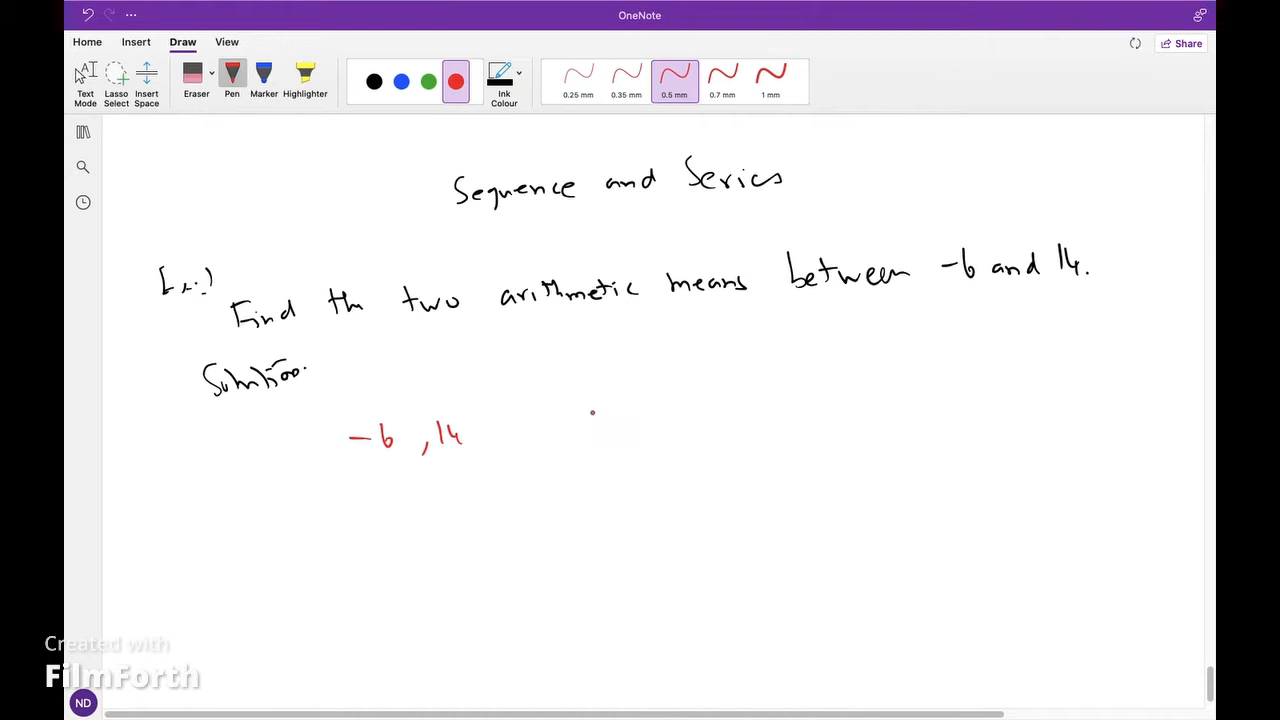 OneNote
Home Insert Draw View
Share
Text Mode Lasso Select Insert Space Eraser Pen Marker Highlighter Ink Colour 0.25 mm 0.35 mm 0.5 mm 0.7 mm 1 mm
Sequence and Series
Ex:)
Find the two arithmetic means between -6 and 14.
Solution.
-6 , 14
Created with
FilmForth
ND